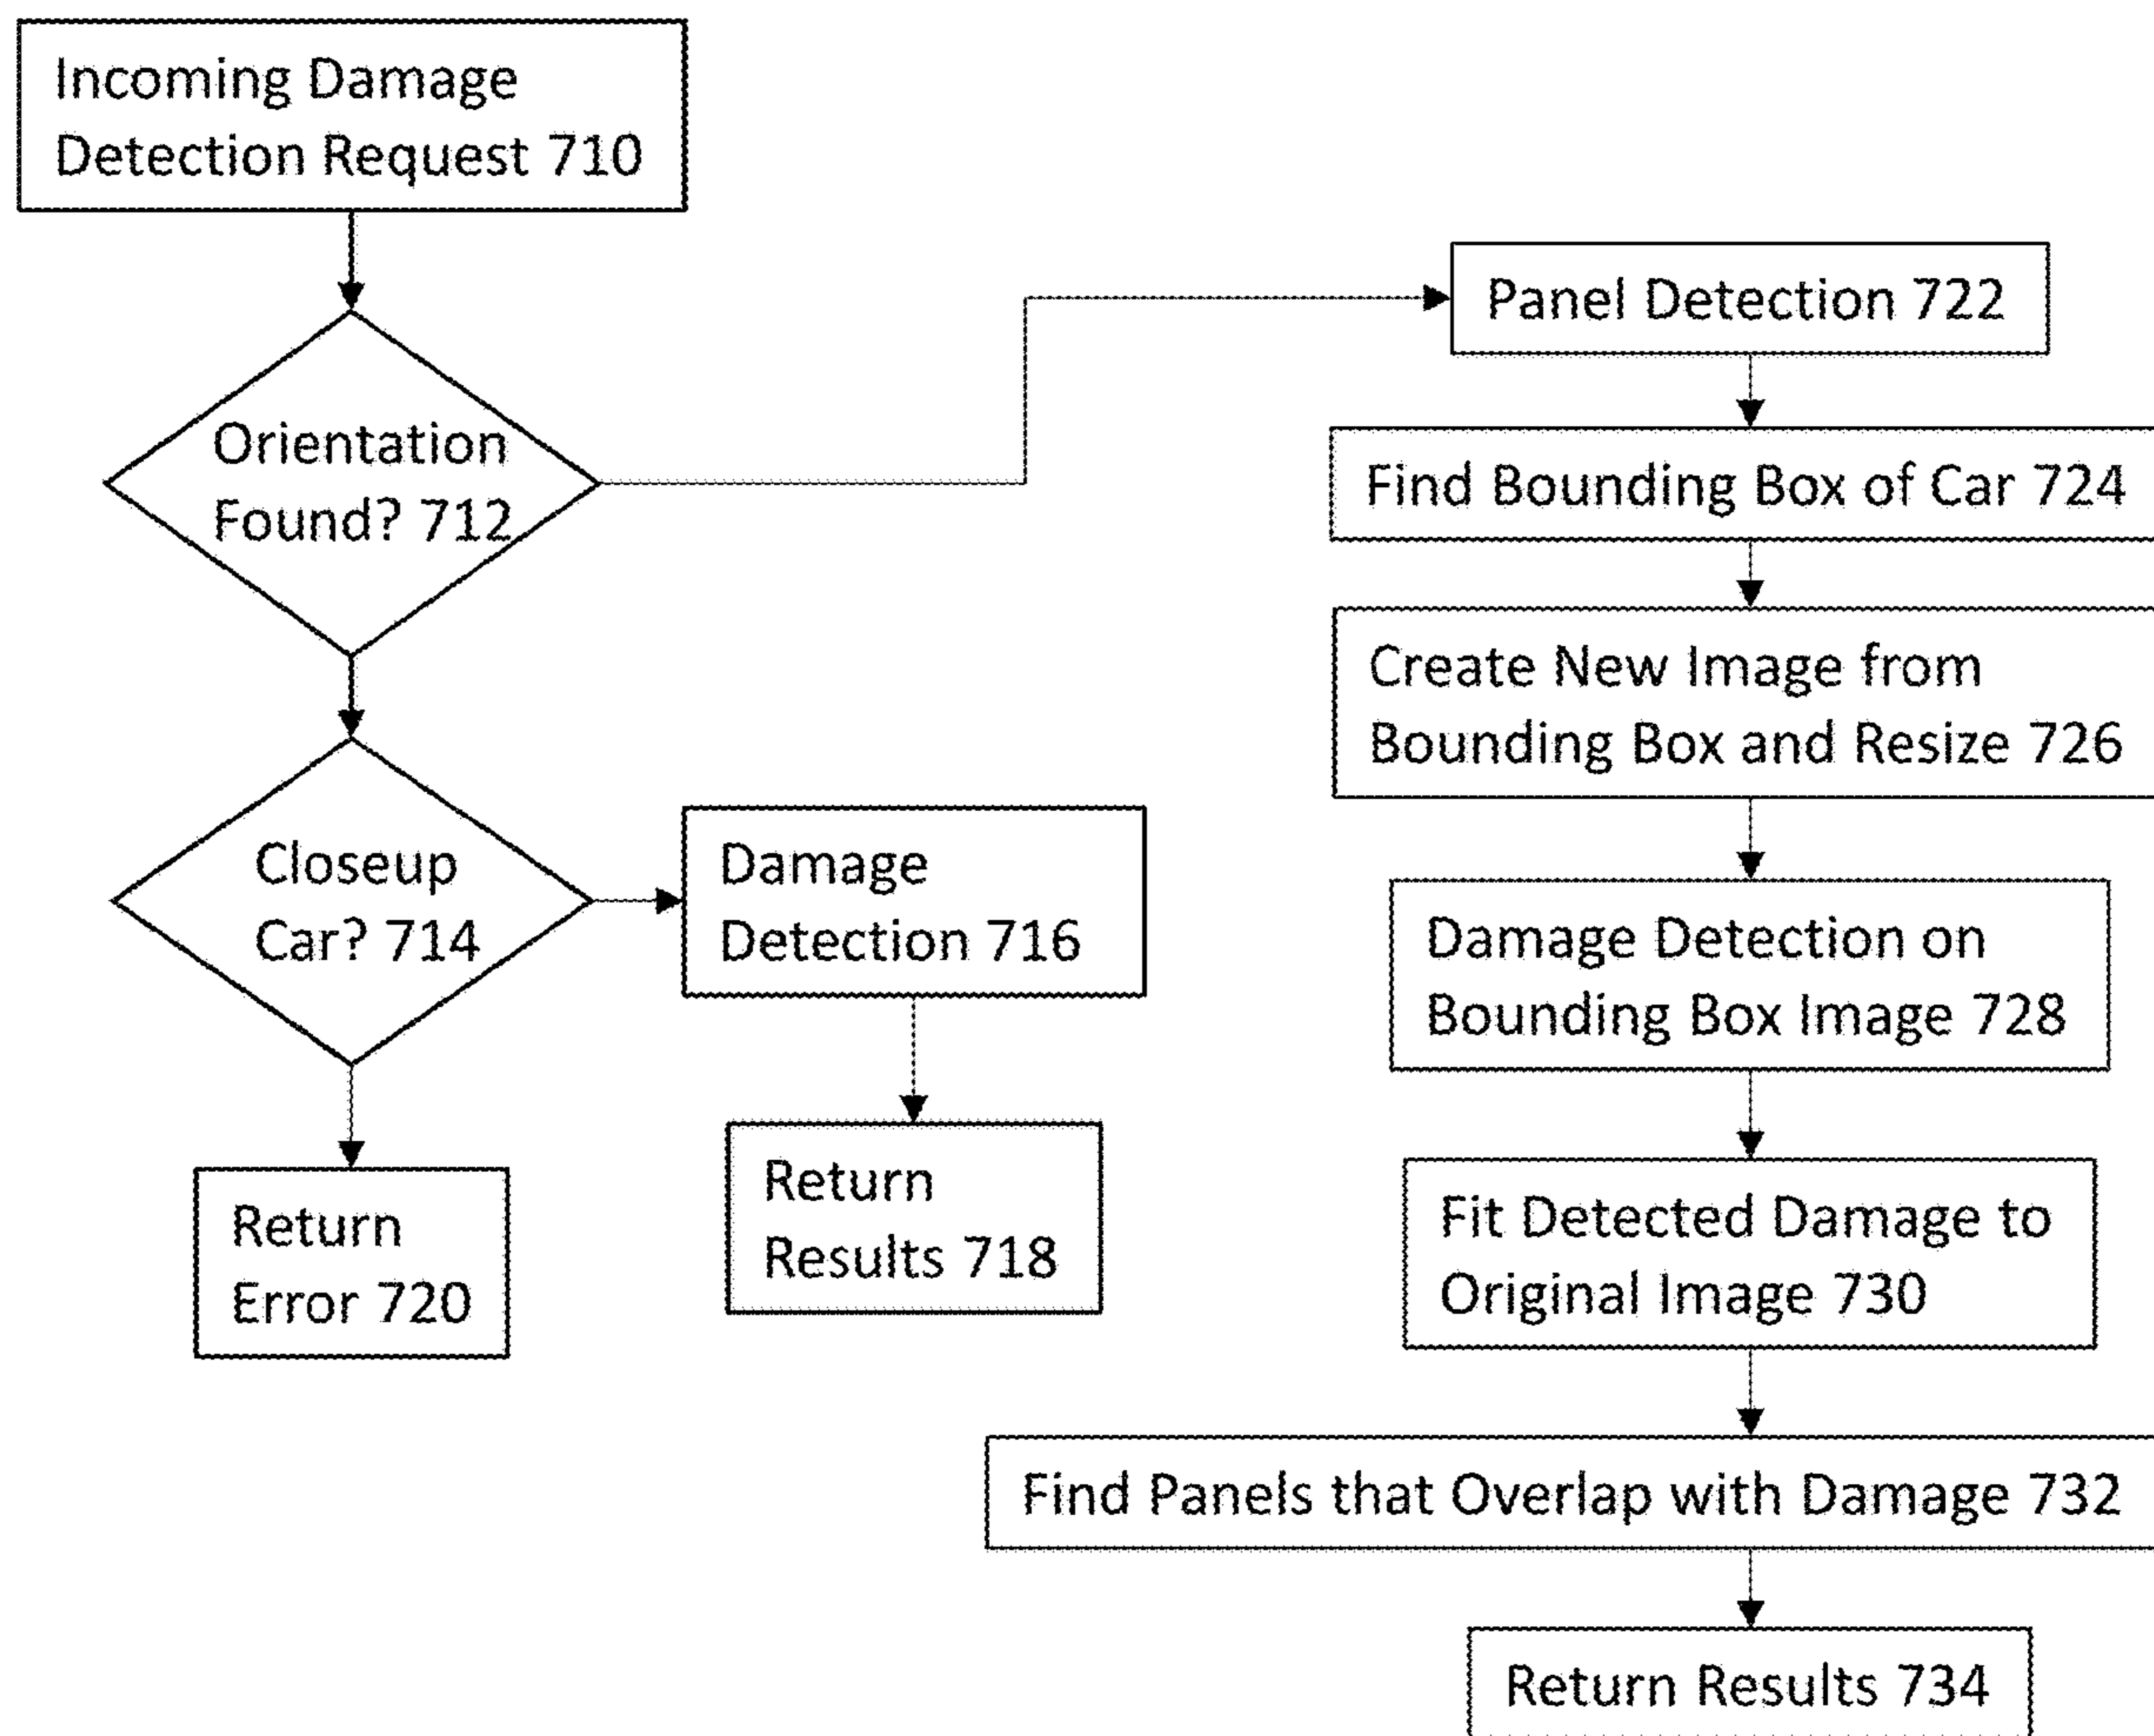 Incoming Damage
Detection Request 710
Orientation
Found? 712
Closeup
Car? 714
Damage
Detection 716
Return
Results 718
Return
Error 720
Panel Detection 722
Find Bounding Box of Car 724
Create New Image from
Bounding Box and Resize 726
Damage Detection on
Bounding Box Image 728
Fit Detected Damage to
Original Image 730
Find Panels that Overlap with Damage 732
Return Results 734